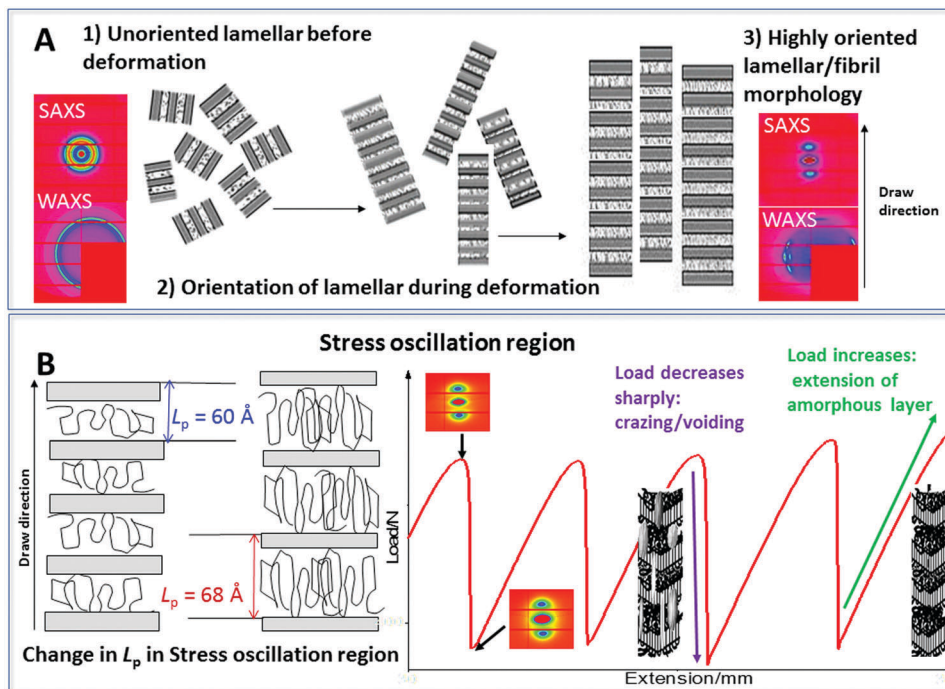 A
1) Unoriented lamellar before
deformation
3) Highly oriented
lamellar/fibril
morphology
SAXS
WAXS
SAXS
WAXS
Draw
direction
2) Orientation of lamellar during deformation
B
Stress oscillation region
Draw direction
Lp = 60 Å
Lp = 68 Å
Change in Lp in Stress oscillation region
Load decreases
sharply:
crazing/voiding
Load increases:
extension of
amorphous layer
Load/N
Extension/mm